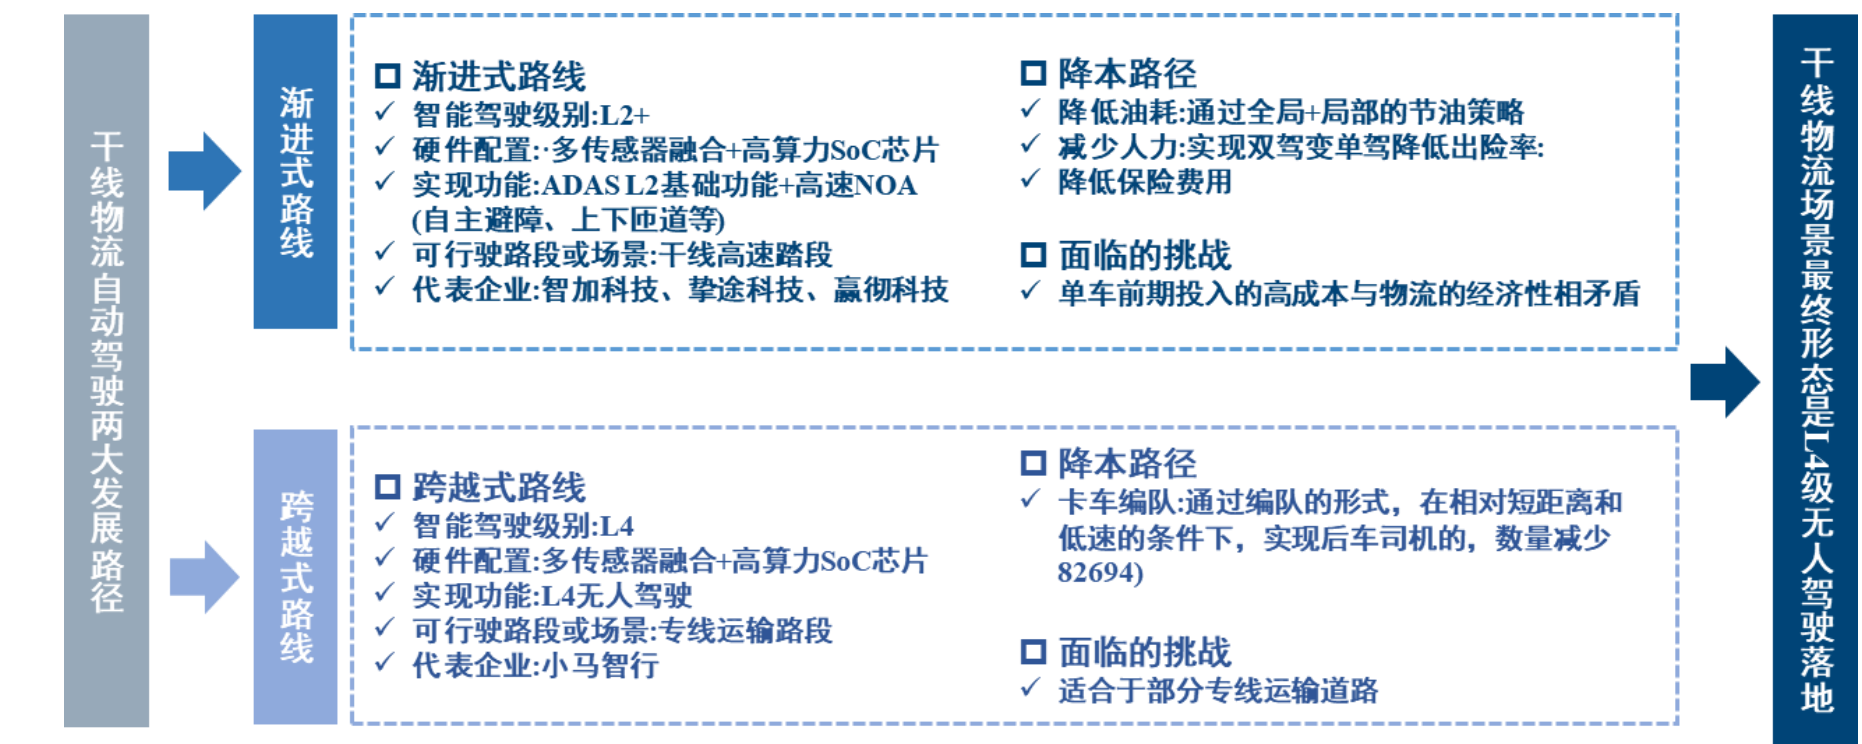 干线物流自动驾驶两大发展路径
渐进式路线
渐进式路线
智能驾驶级别:L2+
硬件配置:·多传感器融合+高算力SoC芯片
实现功能:ADAS L2基础功能+高速NOA
(自主避障、上下匝道等)
可行驶路段或场景:干线高速踏段
代表企业:智加科技、挚途科技、赢彻科技
降本路径
降低油耗:通过全局+局部的节油策略
减少人力:实现双驾变单驾降低出险率:
降低保险费用
面临的挑战
单车前期投入的高成本与物流的经济性相矛盾
跨越式路线
跨越式路线
智能驾驶级别:L4
硬件配置:多传感器融合+高算力SoC芯片
实现功能:L4无人驾驶
可行驶路段或场景:专线运输路段
代表企业:小马智行
降本路径
卡车编队:通过编队的形式，在相对短距离和
低速的条件下，实现后车司机的，数量减少
82694)
面临的挑战
适合于部分专线运输道路
干线物流场景最终形态是L4级无人驾驶落地